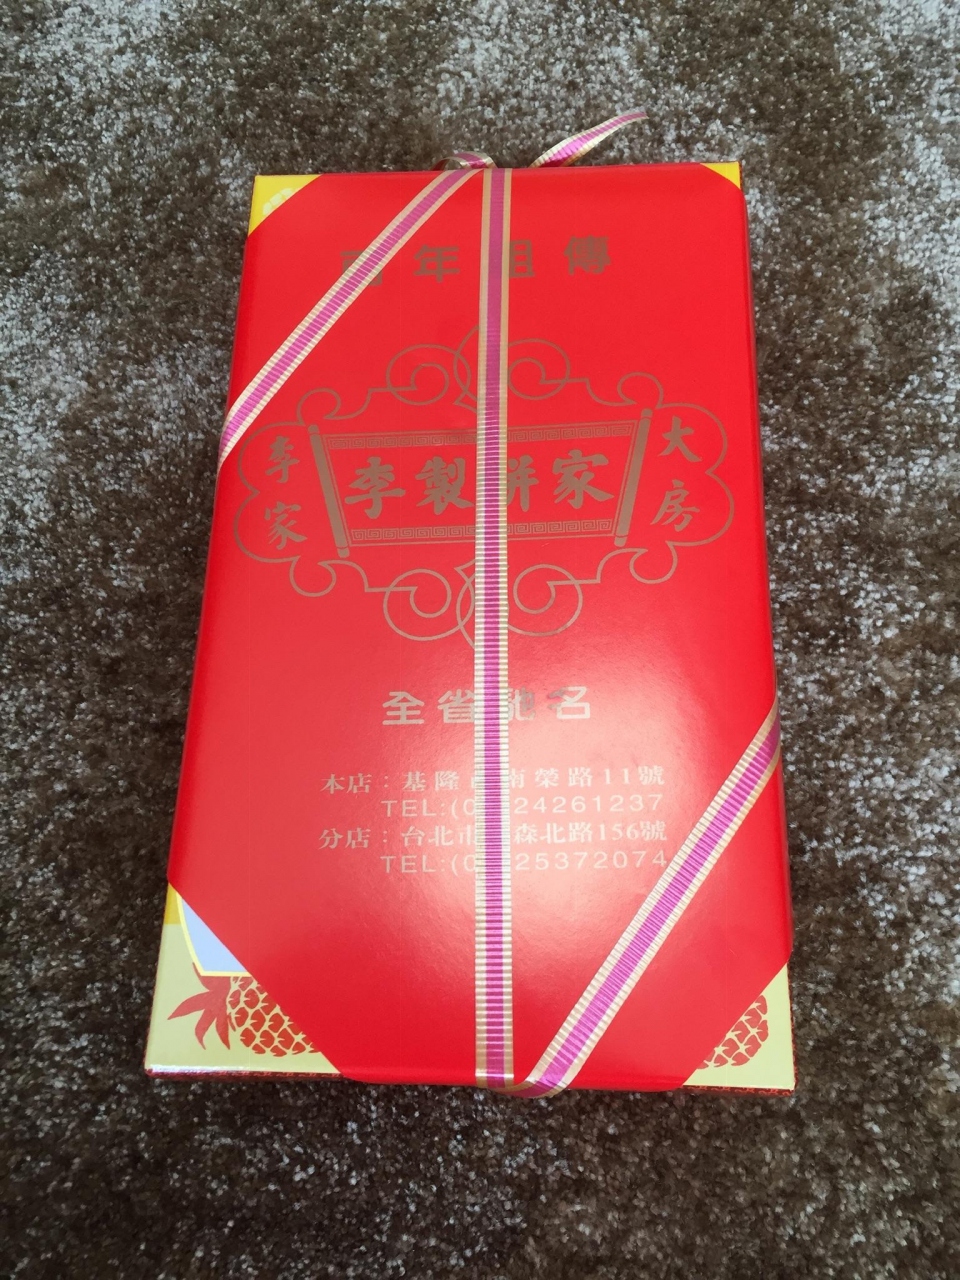 百年祖傳
李家
李製餅家
大房
全省馳名
本店：基隆市南榮路11號
TEL:(0 24261237
分店：台北市 森北路156號
TEL:(0 25372074